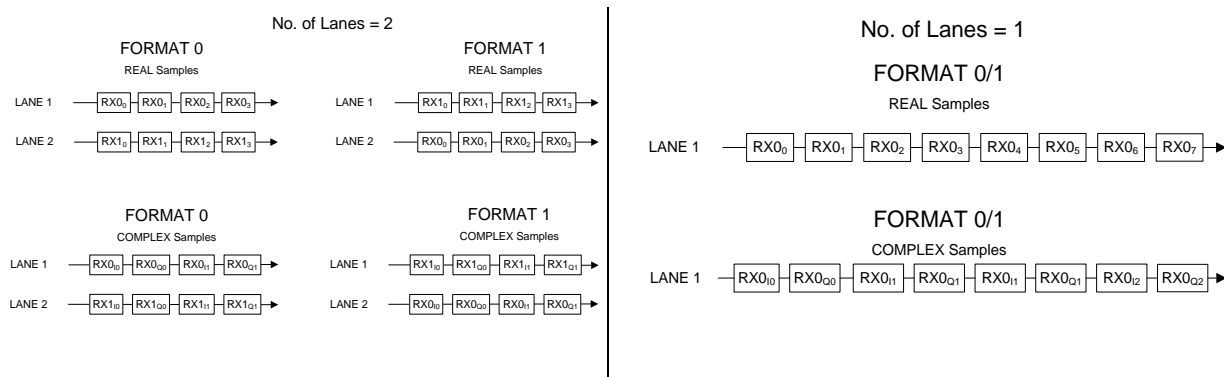 No. of Lanes = 2
FORMAT 0
REAL Samples
LANE 1 RX0₀ RX0₁ RX0₂ RX0₃
LANE 2 RX1₀ RX1₁ RX1₂ RX1₃
FORMAT 1
REAL Samples
LANE 1 RX1₀ RX1₁ RX1₂ RX1₃
LANE 2 RX0₀ RX0₁ RX0₂ RX0₃
FORMAT 0
COMPLEX Samples
LANE 1 RX0I0 RX0Q0 RX0I1 RX0Q1
LANE 2 RX1I0 RX1Q0 RX1I1 RX1Q1
FORMAT 1
COMPLEX Samples
LANE 1 RX1I0 RX1Q0 RX1I1 RX1Q1
LANE 2 RX0I0 RX0Q0 RX0I1 RX0Q1
No. of Lanes = 1
FORMAT 0/1
REAL Samples
LANE 1 RX0₀ RX0₁ RX0₂ RX0₃ RX0₄ RX0₅ RX0₆ RX0₇
FORMAT 0/1
COMPLEX Samples
LANE 1 RX0I0 RX0Q0 RX0I1 RX0Q1 RX0I1 RX0Q1 RX0I2 RX0Q2